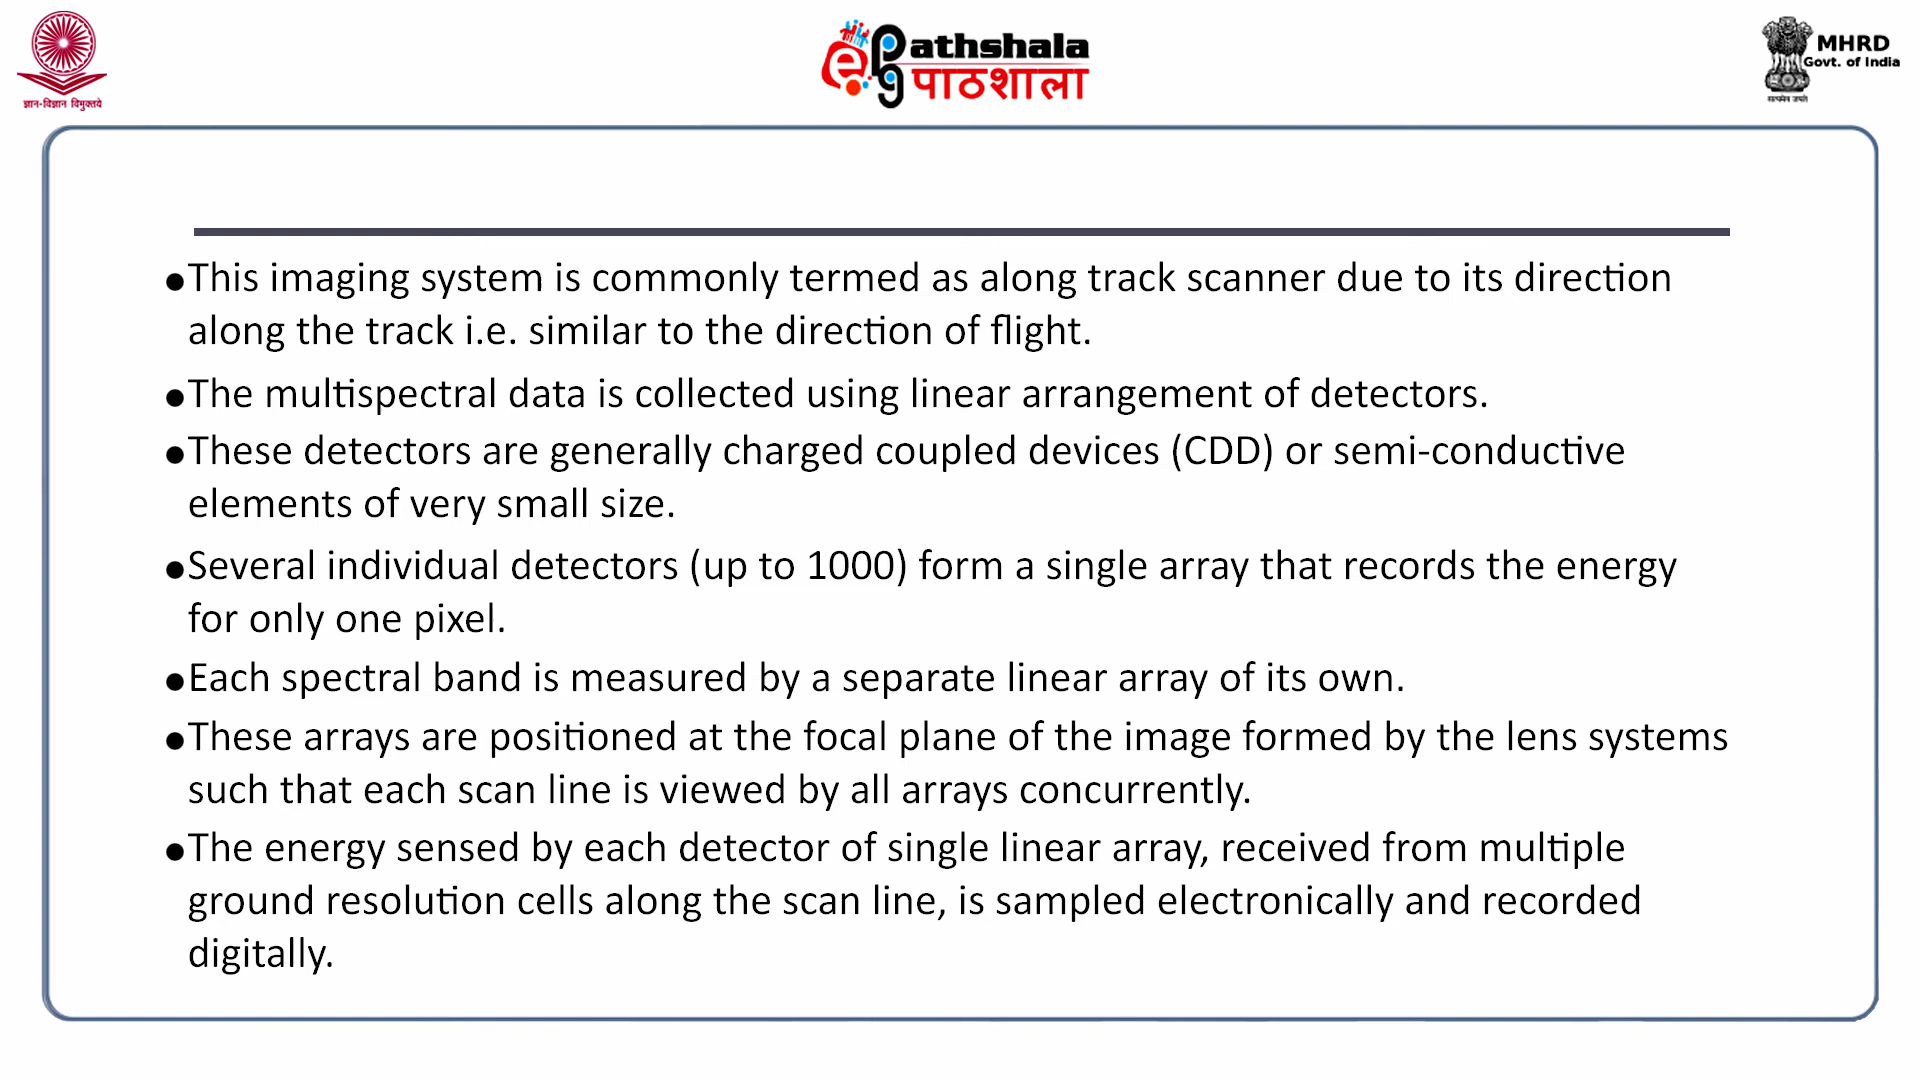 ज्ञान-विज्ञान विमुक्तये
ePG Pathshala
पाठशाला
MHRD
Govt. of India
सत्यमेव जयते
●This imaging system is commonly termed as along track scanner due to its direction
along the track i.e. similar to the direction of flight.
●The multispectral data is collected using linear arrangement of detectors.
●These detectors are generally charged coupled devices (CDD) or semi-conductive
elements of very small size.
●Several individual detectors (up to 1000) form a single array that records the energy
for only one pixel.
●Each spectral band is measured by a separate linear array of its own.
●These arrays are positioned at the focal plane of the image formed by the lens systems
such that each scan line is viewed by all arrays concurrently.
●The energy sensed by each detector of single linear array, received from multiple
ground resolution cells along the scan line, is sampled electronically and recorded
digitally.